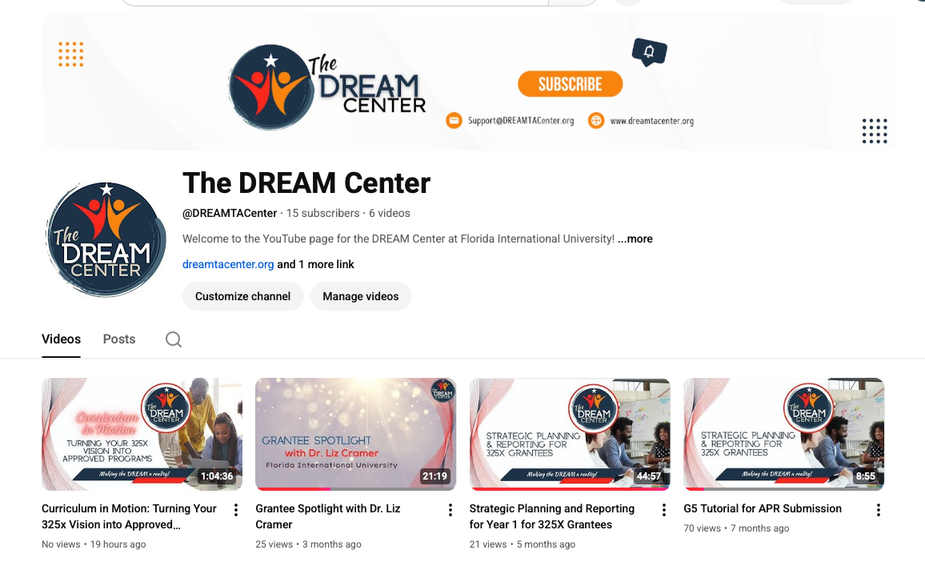 The
DREAM
CENTER
SUBSCRIBE
Support@DREAMTACenter.org
www.dreamtacenter.org
The
DREAM
CENTER
The DREAM Center
@DREAMTACenter · 15 subscribers · 6 videos
Welcome to the YouTube page for the DREAM Center at Florida International University! ...more
dreamtacenter.org and 1 more link
Customize channel
Manage videos
Videos
Posts
Curriculum
in Motion
The
DREAM
CENTER
TURNING YOUR 325X
VISION INTO
APPROVED PROGRAMS
Making the DREAM a reality!
1:04:36
GRANTEE SPOTLIGHT
with Dr. Liz Cramer
Florida International University
21:19
The
DREAM
CENTER
STRATEGIC PLANNING
& REPORTING FOR
325X GRANTEES
Making the DREAM a reality!
44:57
The
DREAM
CENTER
STRATEGIC PLANNING
& REPORTING FOR
325X GRANTEES
Making the DREAM a reality!
8:55
Curriculum in Motion: Turning Your
325x Vision into Approved...
No views • 19 hours ago
Grantee Spotlight with Dr. Liz
Cramer
25 views • 3 months ago
Strategic Planning and Reporting
for Year 1 for 325X Grantees
21 views • 5 months ago
G5 Tutorial for APR Submission
70 views • 7 months ago